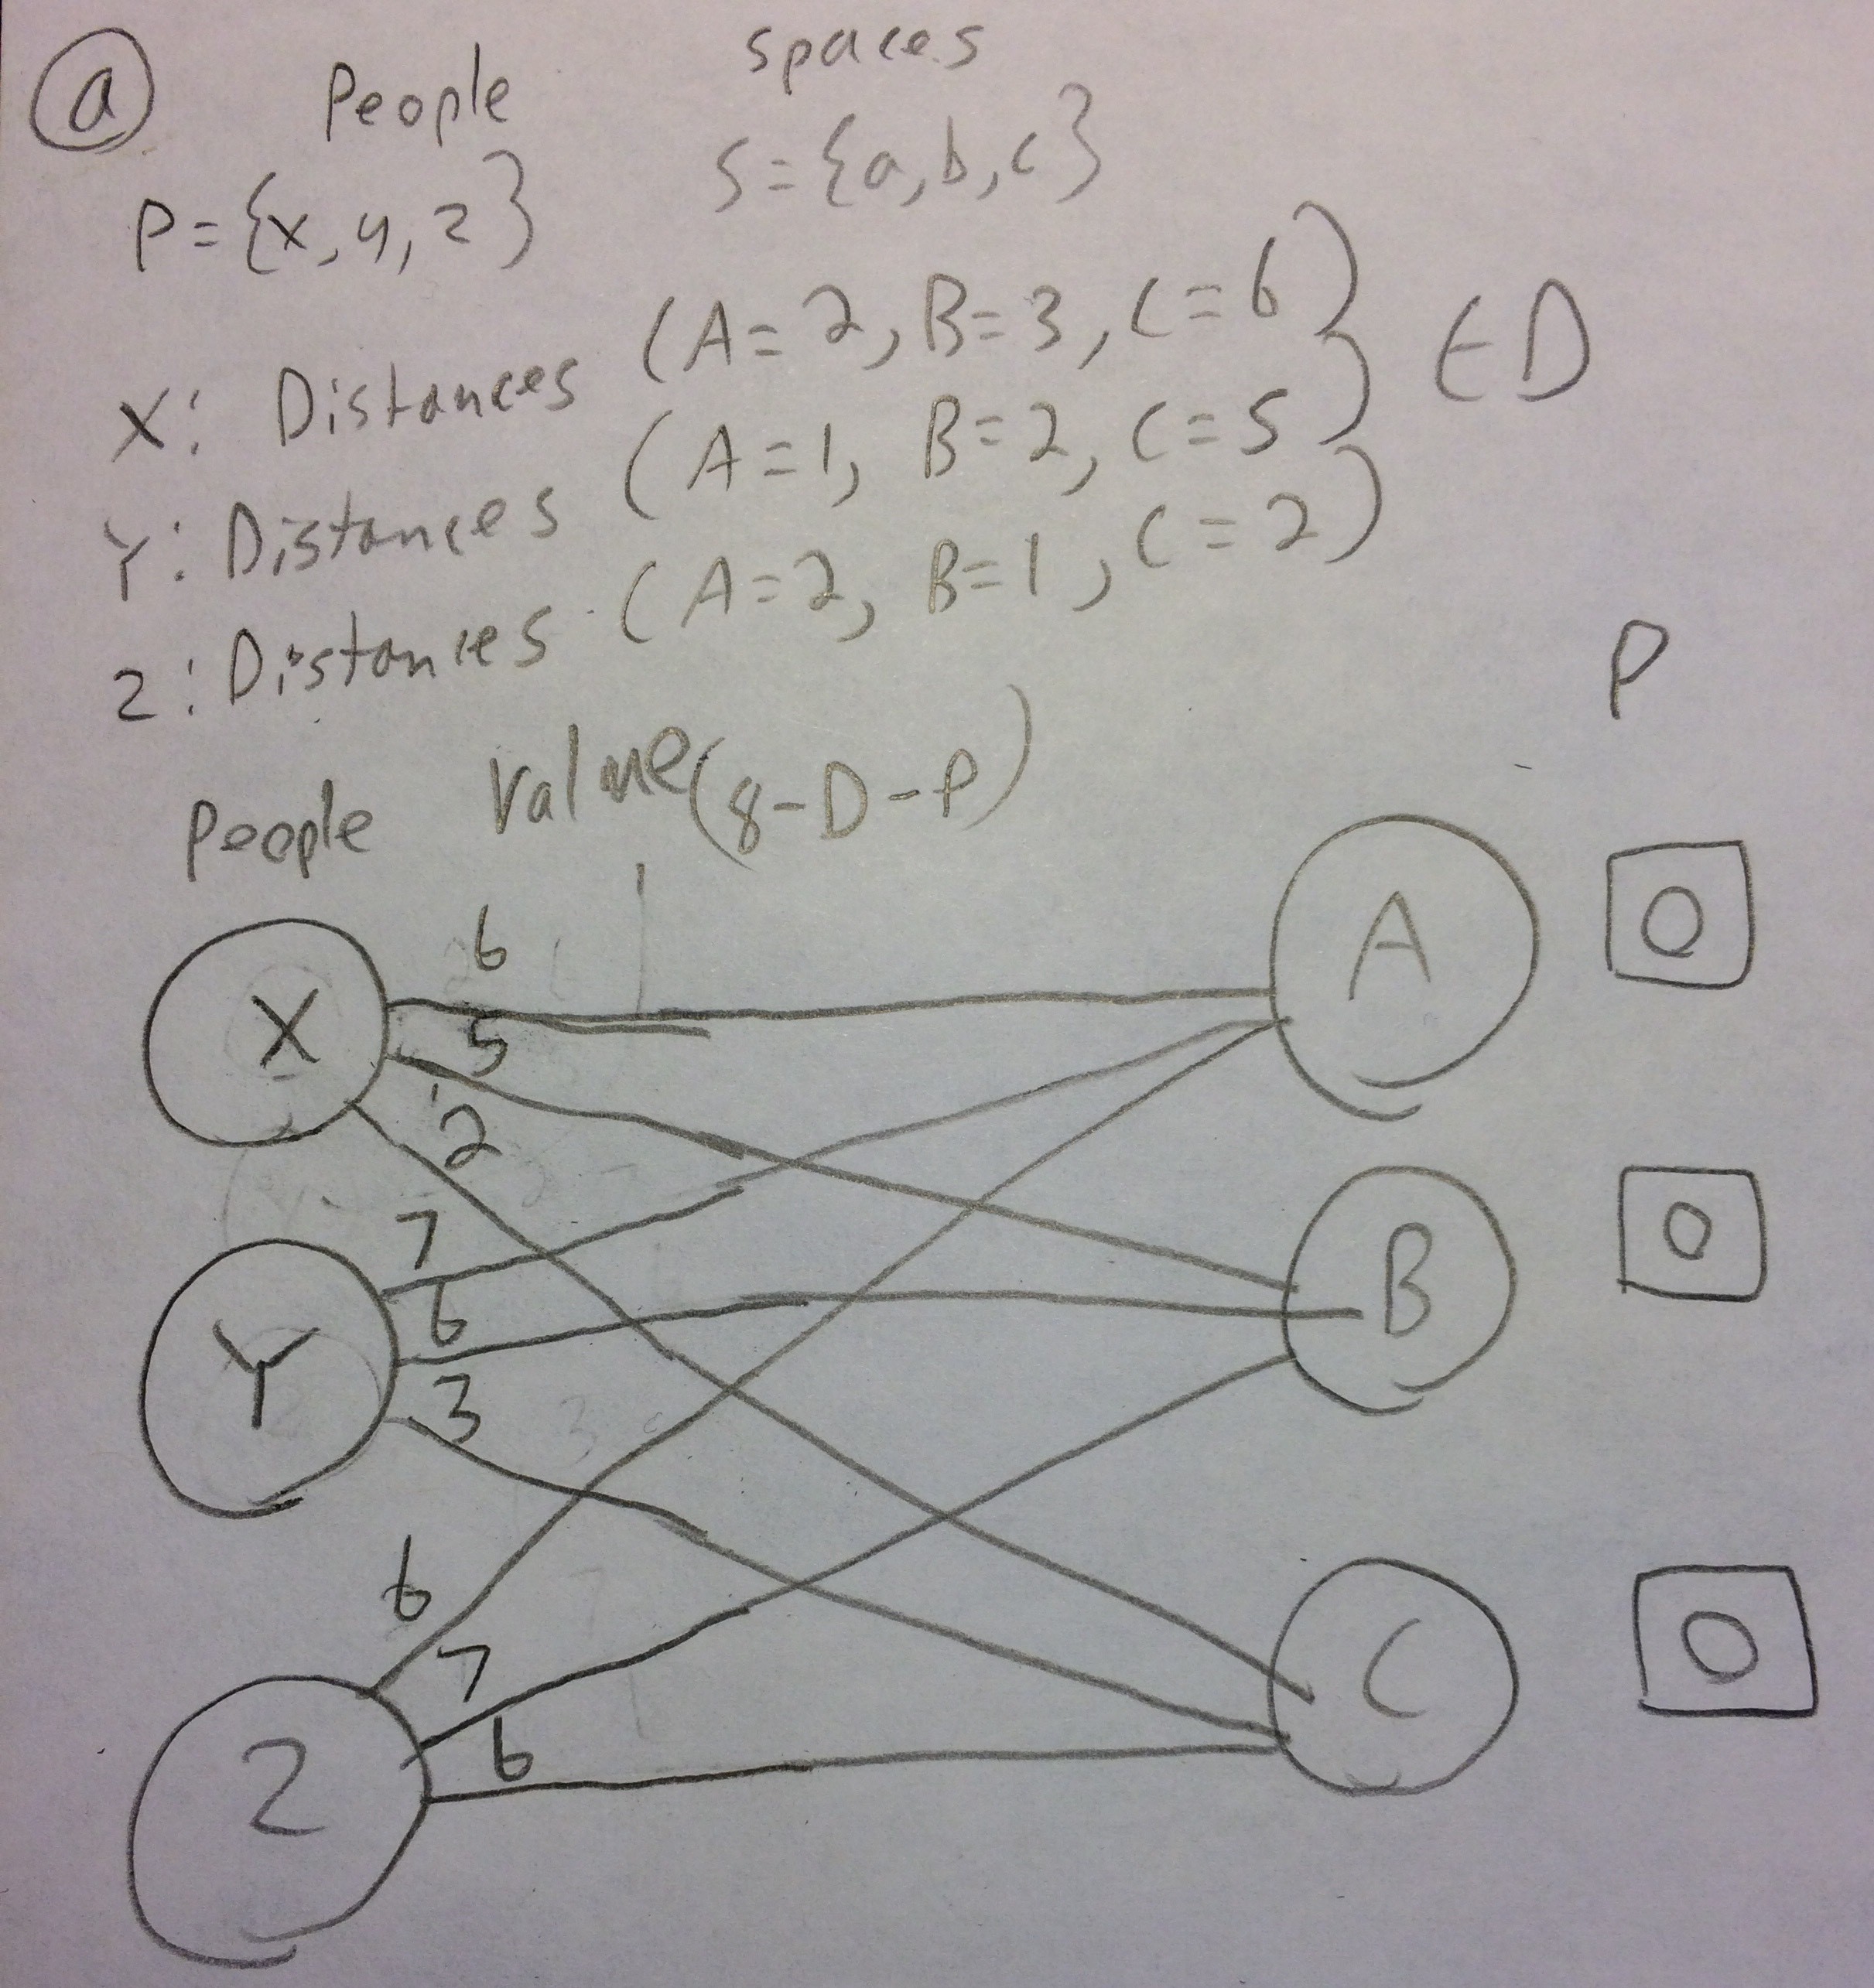 a People spaces
P={x,y,z} S={a,b,c}
X: Distances (A=2, B=3, C=6) ∈D
Y: Distances (A=1, B=2, C=5)
Z: Distances (A=2, B=1, C=2)
P
People Value(8-D-P)
X 6 A 0
5
2
7
Y 6 B 0
3
6
7
Z 6 C 0